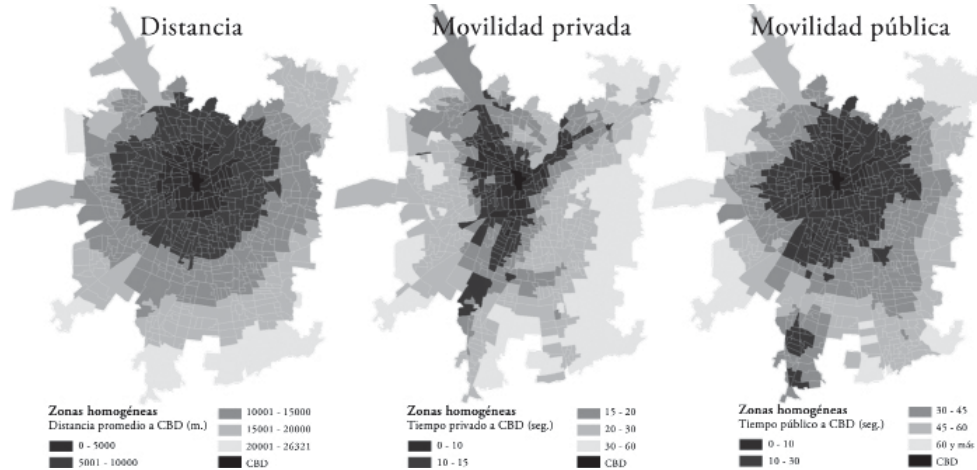 Distancia
Movilidad privada
Movilidad pública
Zonas homogéneas
Distancia promedio a CBD (m.)
0 - 5000
5001 - 10000
10001 - 15000
15001 - 20000
20001 - 26321
CBD
Zonas homogéneas
Tiempo privado a CBD (seg.)
0 - 10
10 - 15
15 - 20
20 - 30
30 - 60
CBD
Zonas homogéneas
Tiempo público a CBD (seg.)
0 - 10
10 - 30
30 - 45
45 - 60
60 y más
CBD